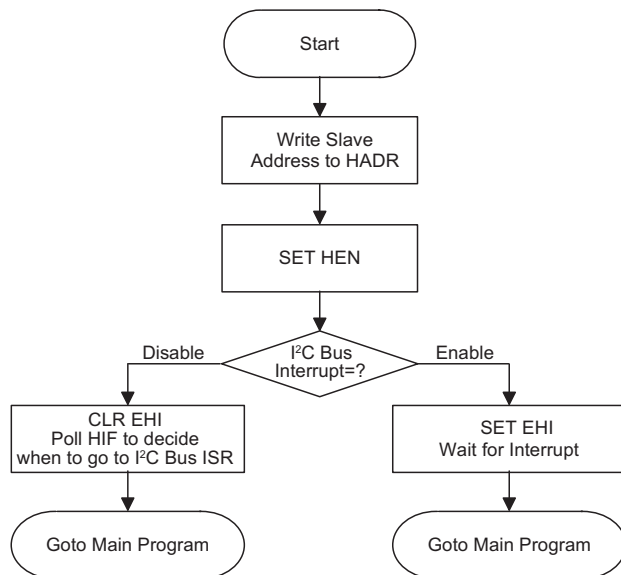 Start
Write Slave
Address to HADR
SET HEN
I²C Bus
Interrupt=?
Disable
Enable
CLR EHI
Poll HIF to decide
when to go to I²C Bus ISR
SET EHI
Wait for Interrupt
Goto Main Program
Goto Main Program